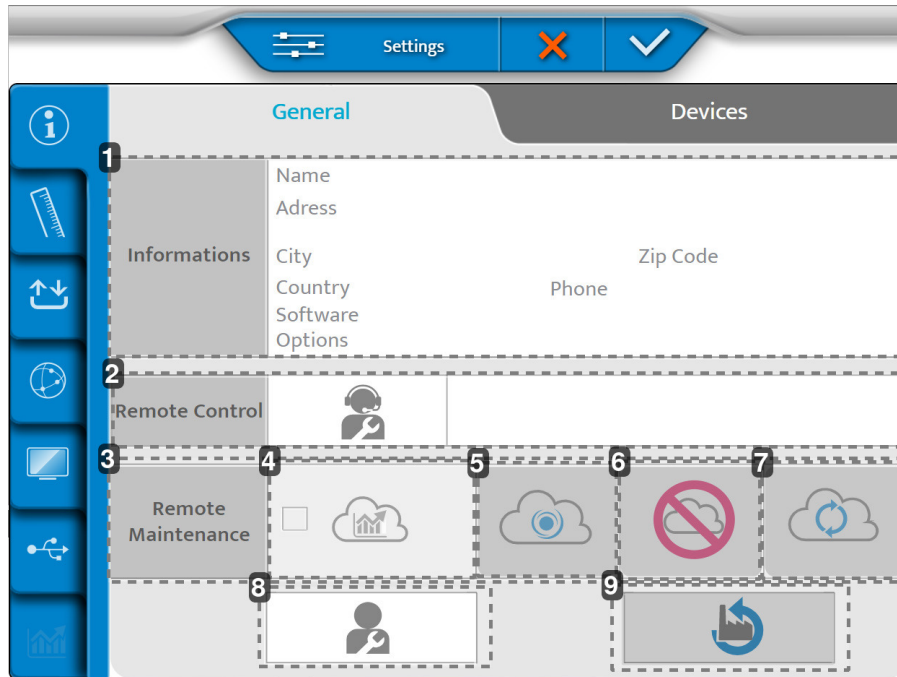 Settings
General
Devices
1
Informations
Name
Adress
City
Zip Code
Country
Phone
Software
Options
2
Remote Control
3
4
5
6
7
Remote
Maintenance
8
9